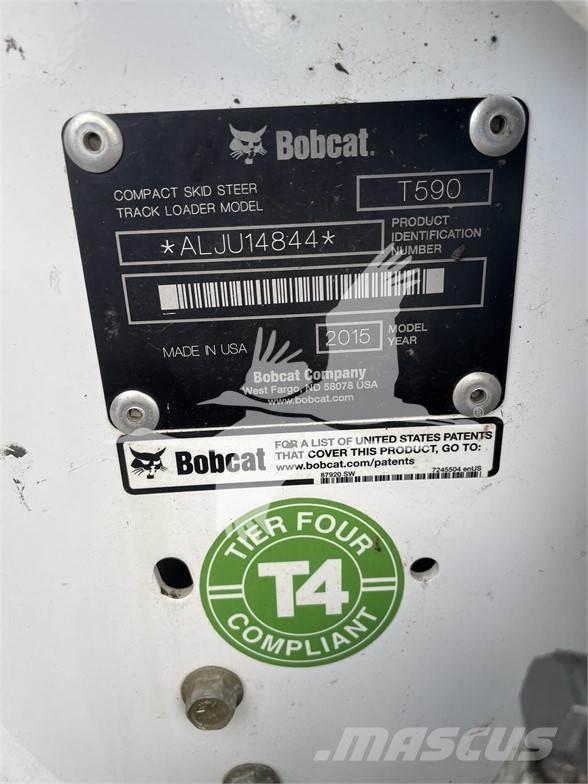 Bobcat.
COMPACT SKID STEER
TRACK LOADER MODEL
T590
*ALJU14844*
PRODUCT
IDENTIFICATION
NUMBER
MADE IN USA
2015
MODEL
YEAR
Bobcat Company
West Fargo, ND 58078 USA
www.bobcat.com
Bobcat
FOR A LIST OF UNITED STATES PATENTS
THAT COVER THIS PRODUCT, GO TO:
www.bobcat.com/patents
87920 SW
7245504 enUS
TIER FOUR
T4
COMPLIANT
MASCUS